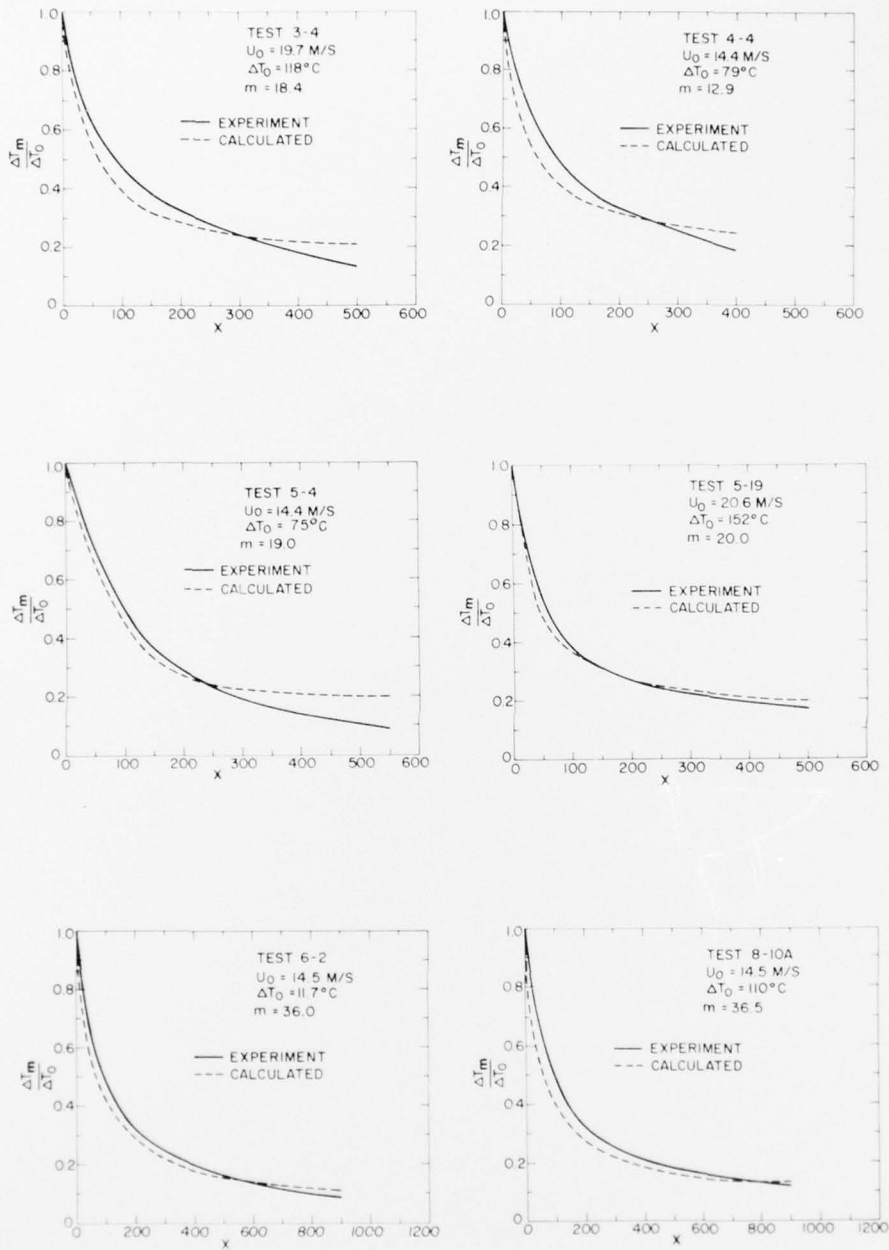 TEST 3-4
U0 = 19.7 M/S
ΔT0 = 118°C
m = 18.4
EXPERIMENT
CALCULATED
ΔTm
ΔT0
1.0
0.8
0.6
0.4
0.2
0
0 100 200 300 400 500 600
X
TEST 4-4
U0 = 14.4 M/S
ΔT0 = 79°C
m = 12.9
EXPERIMENT
CALCULATED
ΔTm
ΔT0
1.0
0.8
0.6
0.4
0.2
0
0 100 200 300 400 500 600
X
TEST 5-4
U0 = 14.4 M/S
ΔT0 = 75°C
m = 19.0
EXPERIMENT
CALCULATED
ΔTm
ΔT0
1.0
0.8
0.6
0.4
0.2
0
0 100 200 300 400 500 600
X
TEST 5-19
U0 = 20.6 M/S
ΔT0 = 152°C
m = 20.0
EXPERIMENT
CALCULATED
ΔTm
ΔT0
1.0
0.8
0.6
0.4
0.2
0
0 100 200 300 400 500 600
X
TEST 6-2
U0 = 14.5 M/S
ΔT0 = 11.7°C
m = 36.0
EXPERIMENT
CALCULATED
ΔTm
ΔT0
1.0
0.8
0.6
0.4
0.2
0
0 200 400 600 800 1000 1200
X
TEST 8-10A
U0 = 14.5 M/S
ΔT0 = 110°C
m = 36.5
EXPERIMENT
CALCULATED
ΔTm
ΔT0
1.0
0.8
0.6
0.4
0.2
0
0 200 400 600 800 1000 1200
X